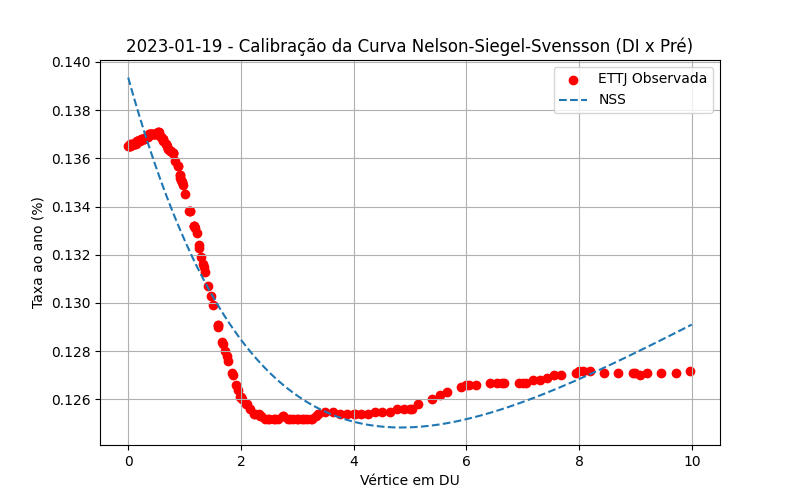 2023-01-19 - Calibração da Curva Nelson-Siegel-Svensson (DI x Pré)
ETTJ Observada
NSS
Taxa ao ano (%)
0.140
0.138
0.136
0.134
0.132
0.130
0.128
0.126
0 2 4 6 8 10
Vértice em DU